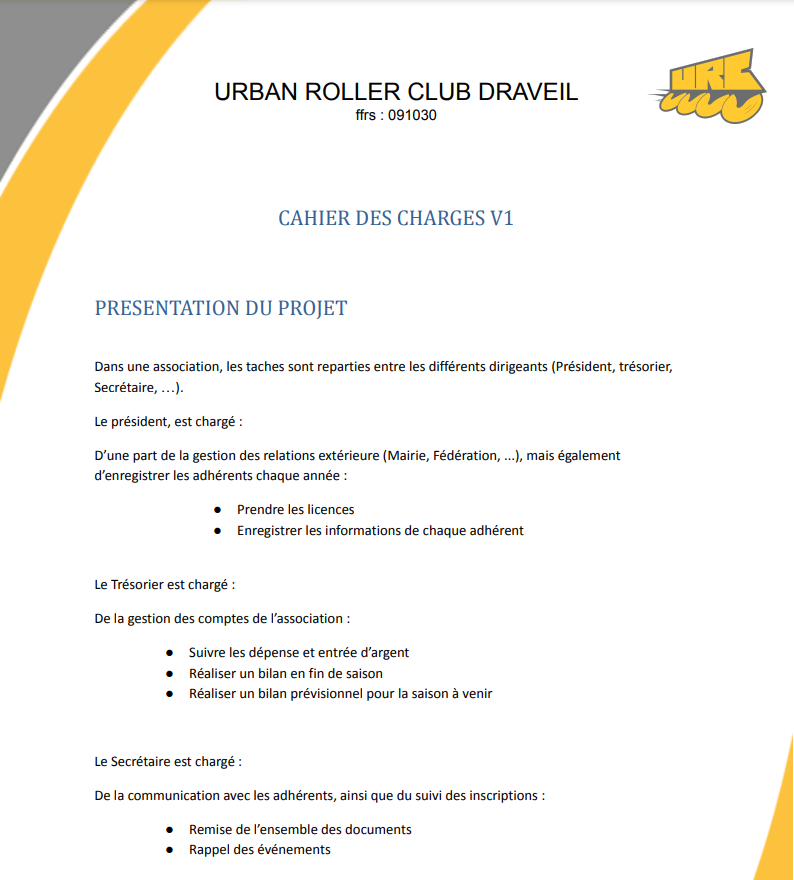 URBAN ROLLER CLUB DRAVEIL
ffrs : 091030
URC
CAHIER DES CHARGES V1
PRESENTATION DU PROJET
Dans une association, les taches sont reparties entre les différents dirigeants (Président, trésorier,
Secrétaire, …).
Le président, est chargé :
D’une part de la gestion des relations extérieure (Mairie, Fédération, ...), mais également
d’enregistrer les adhérents chaque année :
● Prendre les licences
● Enregistrer les informations de chaque adhérent
Le Trésorier est chargé :
De la gestion des comptes de l’association :
● Suivre les dépense et entrée d’argent
● Réaliser un bilan en fin de saison
● Réaliser un bilan prévisionnel pour la saison à venir
Le Secrétaire est chargé :
De la communication avec les adhérents, ainsi que du suivi des inscriptions :
● Remise de l’ensemble des documents
● Rappel des événements